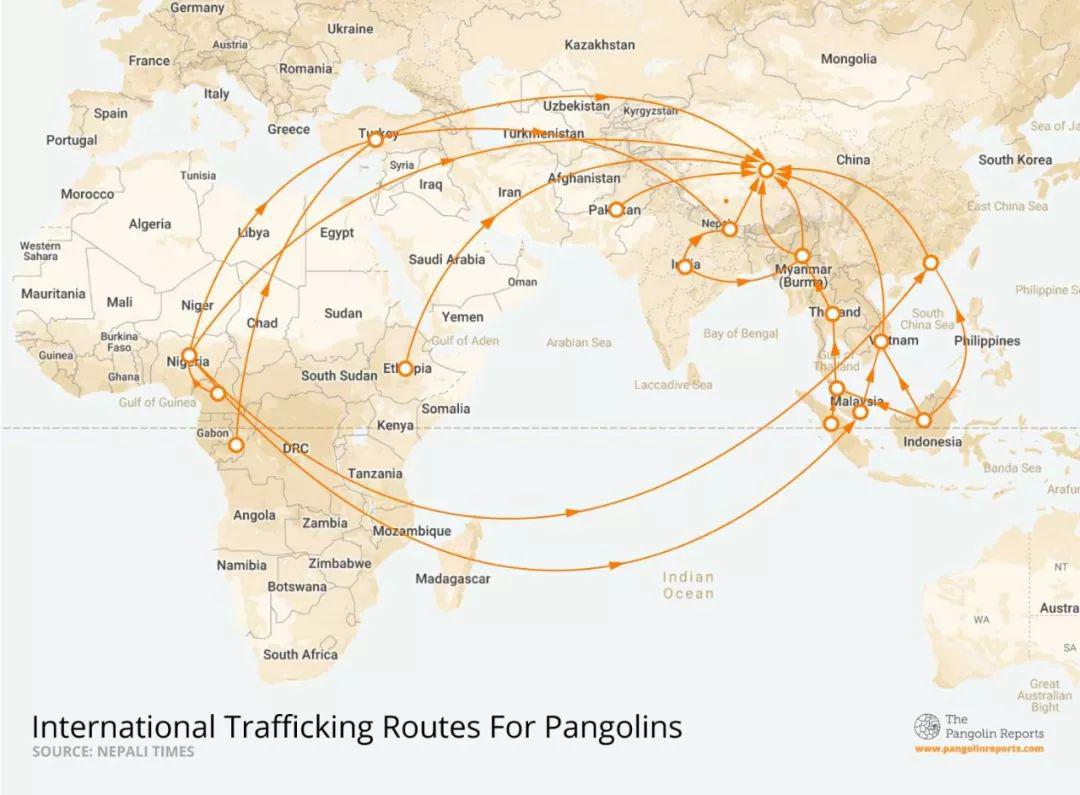 Germany
Ukraine
Kazakhstan
Mongolia
Austria
France
Romania
Italy
Uzbekistan
Kyrgyzstan
Spain
Portugal
Greece
Turkey
Turkmenistan
Sea of Ja
Tunisia
Syria
Afghanistan
China
South Korea
Morocco
Iraq
Iran
East China Sea
Algeria
Libya
Egypt
Pakistan
Nepal
Western
Sahara
Saudi Arabia
India
Myanmar
(Burma)
Oman
Mauritania
Mali
Niger
Chad
Sudan
Yemen
Thailand
South
China Sea
Philippine S
Burkina
Faso
Gulf of Aden
Arabian Sea
Bay of Bengal
Vietnam
Philippines
Guinea
Nigeria
Gulf of
Thailand
Ghana
South Sudan
Ethiopia
Laccadive Sea
Gulf of Guinea
Somalia
Malaysia
Kenya
Gabon
DRC
Indonesia
Tanzania
Banda Sea
Arafur
Angola
Zambia
Mozambique
Namibia
Zimbabwe
Botswana
Madagascar
Indian
Ocean
NT
WA
Austra
SA
South Africa
Great
Australian
Bight
International Trafficking Routes For Pangolins
SOURCE: NEPALI TIMES
The
Pangolin Reports
www.pangolinreports.com